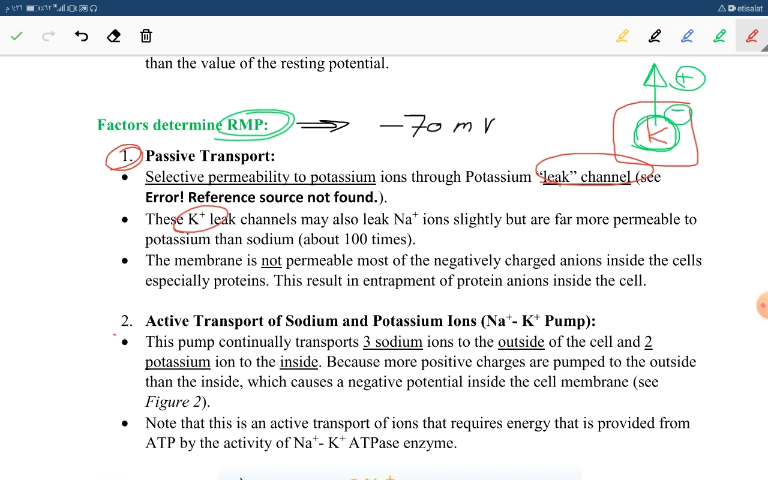 etisalat
than the value of the resting potential.
+
Factors determine RMP: ⇒ -70 mV
-
K
1. Passive Transport:
• Selective permeability to potassium ions through Potassium “leak” channel (see
Error! Reference source not found.).
• These K⁺ leak channels may also leak Na⁺ ions slightly but are far more permeable to
potassium than sodium (about 100 times).
• The membrane is not permeable most of the negatively charged anions inside the cells
especially proteins. This result in entrapment of protein anions inside the cell.
2. Active Transport of Sodium and Potassium Ions (Na⁺- K⁺ Pump):
• This pump continually transports 3 sodium ions to the outside of the cell and 2
potassium ion to the inside. Because more positive charges are pumped to the outside
than the inside, which causes a negative potential inside the cell membrane (see
Figure 2).
• Note that this is an active transport of ions that requires energy that is provided from
ATP by the activity of Na⁺- K⁺ ATPase enzyme.